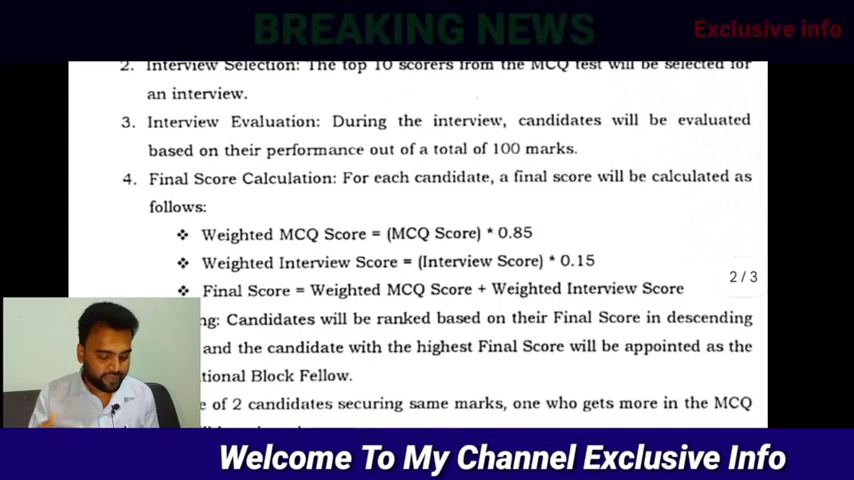 BREAKING NEWS
Exclusive info
2. Interview Selection: The top 10 scorers from the MCQ test will be selected for
an interview.
3. Interview Evaluation: During the interview, candidates will be evaluated
based on their performance out of a total of 100 marks.
4. Final Score Calculation: For each candidate, a final score will be calculated as
follows:
❖ Weighted MCQ Score = (MCQ Score) * 0.85
❖ Weighted Interview Score = (Interview Score) * 0.15
2/3
❖ Final Score = Weighted MCQ Score + Weighted Interview Score
ng: Candidates will be ranked based on their Final Score in descending
and the candidate with the highest Final Score will be appointed as the
tional Block Fellow.
e of 2 candidates securing same marks, one who gets more in the MCQ
Welcome To My Channel Exclusive Info